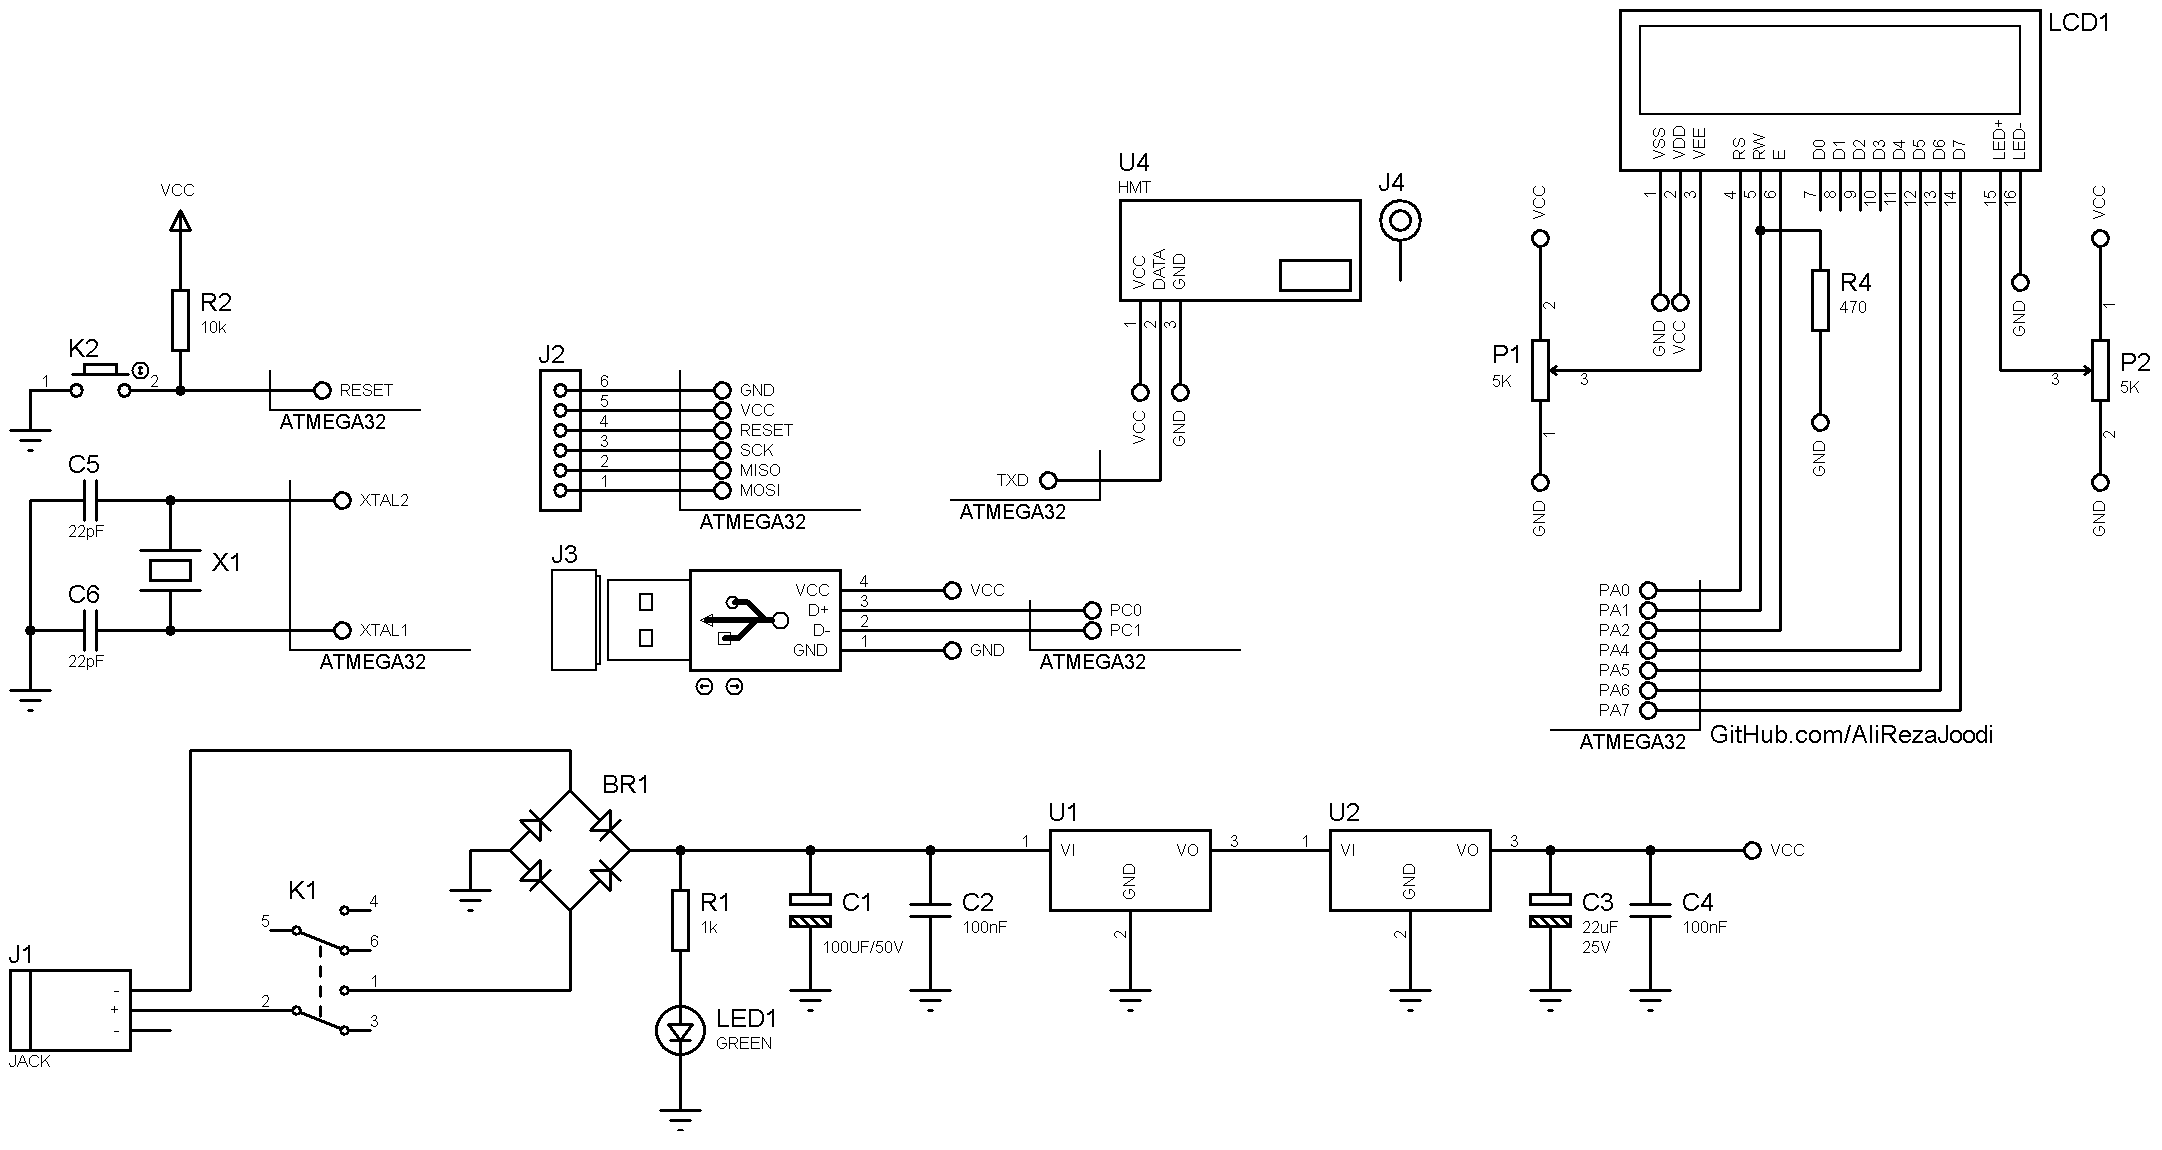 VCC
R2
10k
K2
1
2
RESET
ATMEGA32
C5
22pF
XTAL2
X1
C6
22pF
XTAL1
ATMEGA32
J2
6
GND
5
VCC
4
RESET
3
SCK
2
MISO
1
MOSI
ATMEGA32
J3
VCC
4
VCC
D+
3
PC0
D-
2
PC1
GND
1
GND
ATMEGA32
U4
HMT
J4
VCC
DATA
GND
1
2
3
VCC
GND
TXD
ATMEGA32
LCD1
VSS
VDD
VEE
RS
RW
E
D0
D1
D2
D3
D4
D5
D6
D7
LED+
LED-
1
2
3
4
5
6
7
8
9
10
11
12
13
14
15
16
VCC
2
P1
5K
3
1
GND
GND
VCC
R4
470
GND
GND
VCC
1
P2
5K
3
2
GND
PA0
PA1
PA2
PA4
PA5
PA6
PA7
ATMEGA32
GitHub.com/AliRezaJoodi
J1
-
+
-
JACK
K1
4
5
6
1
2
3
BR1
R1
1k
LED1
GREEN
C1
100UF/50V
C2
100nF
U1
1
VI
VO
3
GND
2
U2
1
VI
VO
3
GND
2
C3
22uF
25V
C4
100nF
VCC